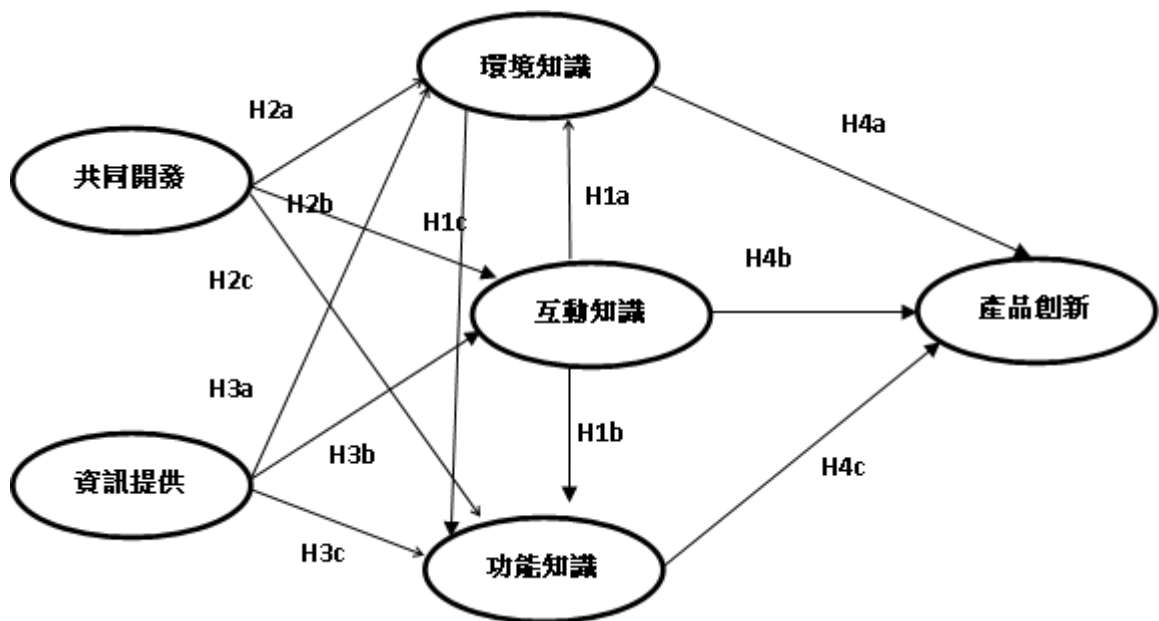 環境知識
H2a
H4a
共同開發
H2b
H1c
H1a
H2c
H4b
互動知識
產品創新
H3a
H3b
H1b
資訊提供
H4c
H3c
功能知識